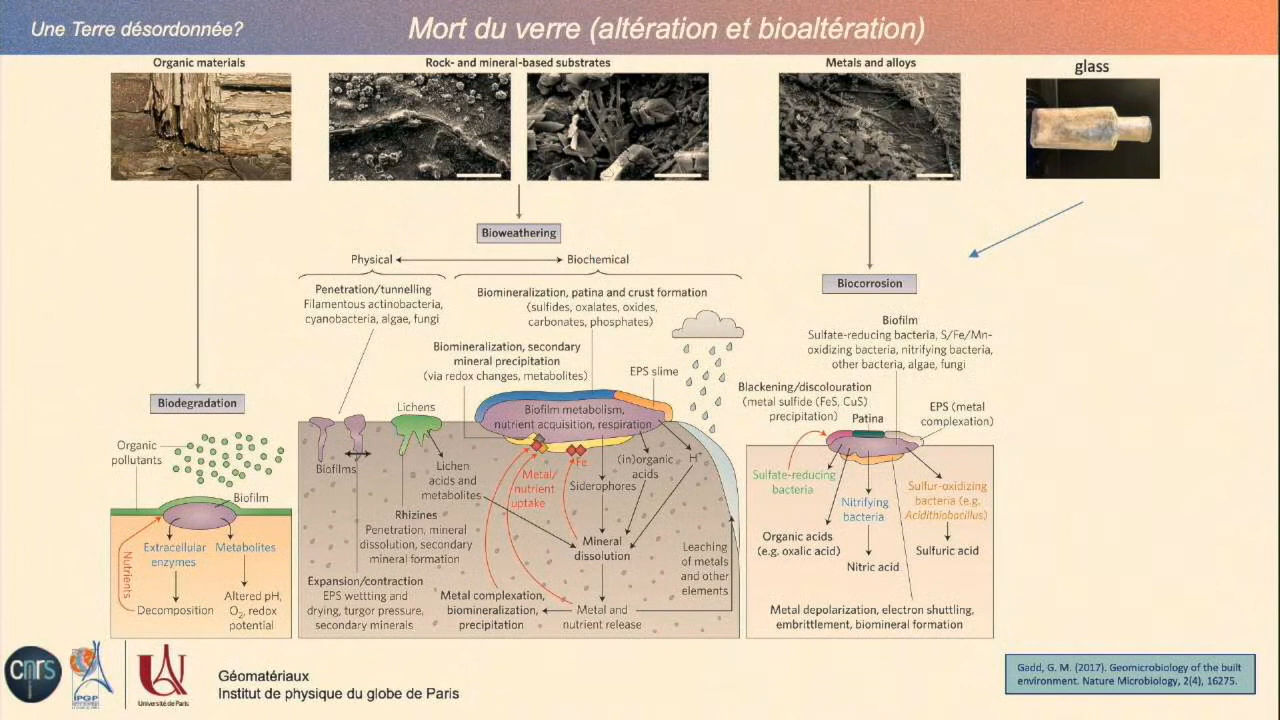 Une Terre désordonnée?
Mort du verre (altération et bioaltération)
Organic materials
Rock- and mineral-based substrates
Metals and alloys
glass
Bioweathering
Physical
Biochemical
Penetration/tunnelling
Filamentous actinobacteria,
cyanobacteria, algae, fungi
Biomineralization, patina and crust formation
(sulfides, oxalates, oxides,
carbonates, phosphates)
Biomineralization, secondary
mineral precipitation
(via redox changes, metabolites)
EPS slime
Biofilm metabolism,
nutrient acquisition, respiration
Lichens
Biofilms
Lichen
acids and
metabolites
Rhizines
Penetration, mineral
dissolution, secondary
mineral formation
Expansion/contraction
EPS wettting and
drying, turgor pressure,
secondary minerals
Metal/
nutrient
uptake
Fe
Siderophores
(in)organic
acids
H+
Mineral
dissolution
Leaching
of metals
and other
elements
Metal complexation,
biomineralization,
precipitation
Metal and
nutrient release
Biodegradation
Organic
pollutants
Biofilm
Extracellular
enzymes
Metabolites
Nutrients
Decomposition
Altered pH,
O2, redox
potential
Biocorrosion
Biofilm
Sulfate-reducing bacteria, S/Fe/Mn-
oxidizing bacteria, nitrifying bacteria,
other bacteria, algae, fungi
Blackening/discolouration
(metal sulfide (FeS, CuS)
precipitation)
Patina
EPS (metal
complexation)
Sulfate-reducing
bacteria
Nitrifying
bacteria
Sulfur-oxidizing
bacteria (e.g.
Acidithiobacillus)
Organic acids
(e.g. oxalic acid)
Nitric acid
Sulfuric acid
Metal depolarization, electron shuttling,
embrittlement, biomineral formation
cnrs
IPGP
Université de Paris
Géomatériaux
Institut de physique du globe de Paris
Gadd, G. M. (2017). Geomicrobiology of the built
environment. Nature Microbiology, 2(4), 16275.